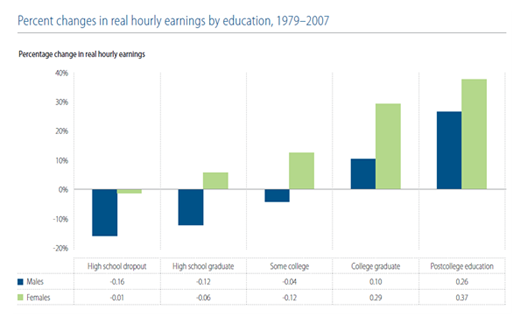 Percent changes in real hourly earnings by education, 1979–2007
Percentage change in real hourly earnings
40%
30%
20%
10%
0%
-10%
-20%
High school dropout High school graduate Some college College graduate Postcollege education
Males -0.16 -0.12 -0.04 0.10 0.26
Females -0.01 -0.06 -0.12 0.29 0.37